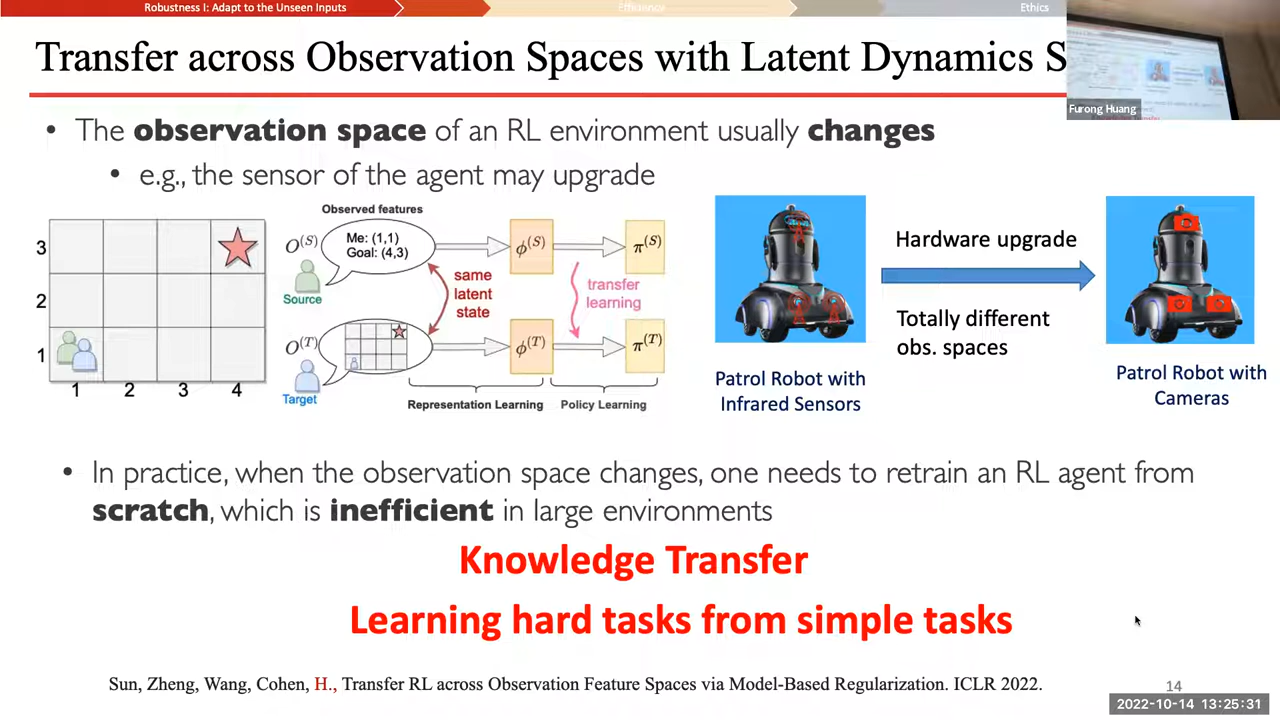 Robustness I: Adapt to the Unseen Inputs
Efficiency
Ethics
Transfer across Observation Spaces with Latent Dynamics S
Furong Huang
• The observation space of an RL environment usually changes
• e.g., the sensor of the agent may upgrade
3
2
1
1 2 3 4
Observed features
O(S)
Me: (1,1)
Goal: (4,3)
ϕ(S)
π(S)
Source
same
latent
state
transfer
learning
O(T)
ϕ(T)
π(T)
Target
Representation Learning
Policy Learning
Hardware upgrade
Totally different
obs. spaces
Patrol Robot with
Infrared Sensors
Patrol Robot with
Cameras
• In practice, when the observation space changes, one needs to retrain an RL agent from
scratch, which is inefficient in large environments
Knowledge Transfer
Learning hard tasks from simple tasks
Sun, Zheng, Wang, Cohen, H., Transfer RL across Observation Feature Spaces via Model-Based Regularization. ICLR 2022.
14
2022-10-14 13:25:31